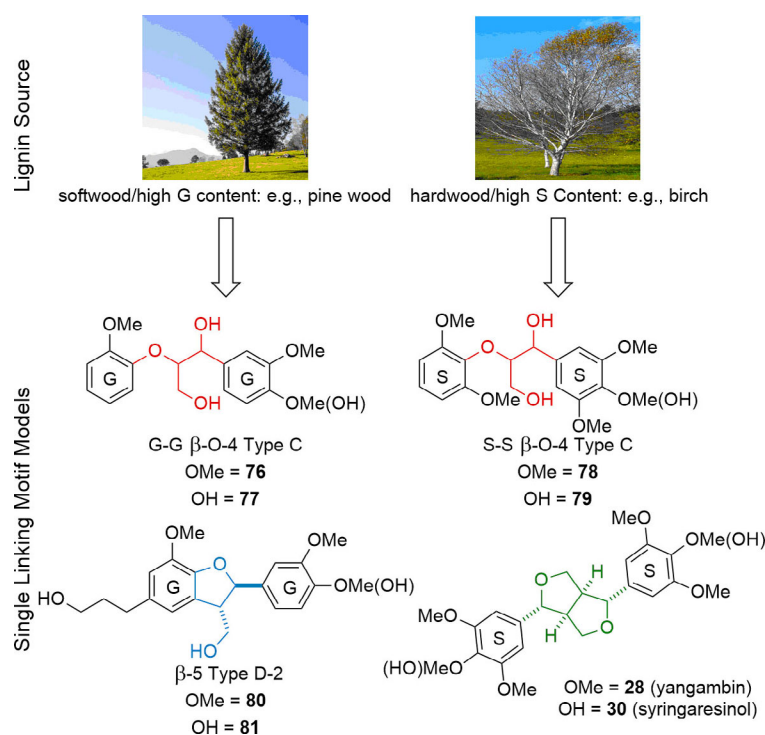 Lignin Source
softwood/high G content: e.g., pine wood
hardwood/high S Content: e.g., birch
Single Linking Motif Models
OMe
OH
O
OMe
G
G
OH
OMe(OH)
G-G β-O-4 Type C
OMe = 76
OH = 77
OMe
OH
O
OMe
S
S
OMe
OH
OMe(OH)
OMe
S-S β-O-4 Type C
OMe = 78
OH = 79
OMe
O
OMe
G
G
OMe(OH)
HO
HO
β-5 Type D-2
OMe = 80
OH = 81
MeO
OMe(OH)
S
OMe
O
H
OMe
H
O
S
(HO)MeO
OMe
OMe = 28 (yangambin)
OH = 30 (syringaresinol)